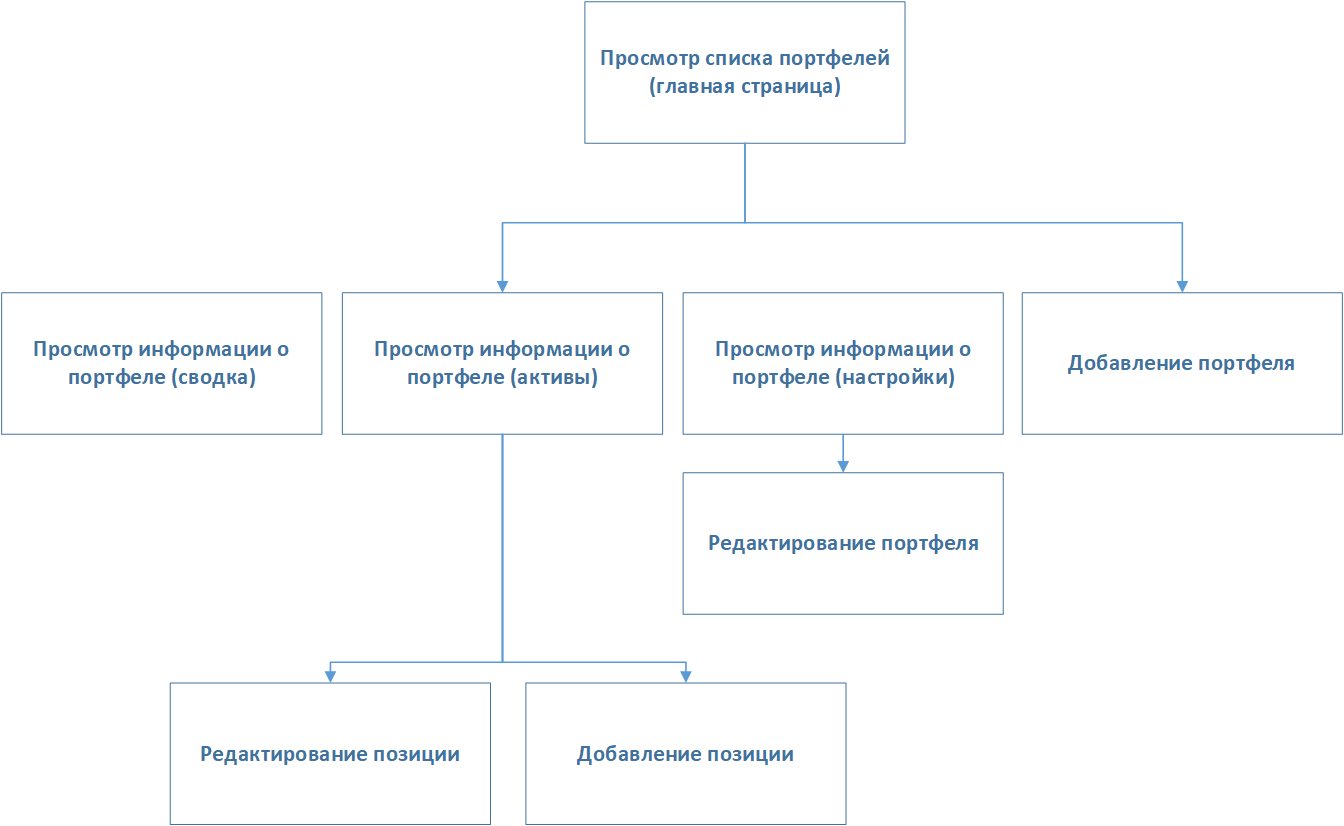 Просмотр списка портфелей
(главная страница)
Просмотр информации о
портфеле (сводка)
Просмотр информации о
портфеле (активы)
Просмотр информации о
портфеле (настройки)
Добавление портфеля
Редактирование портфеля
Редактирование позиции
Добавление позиции